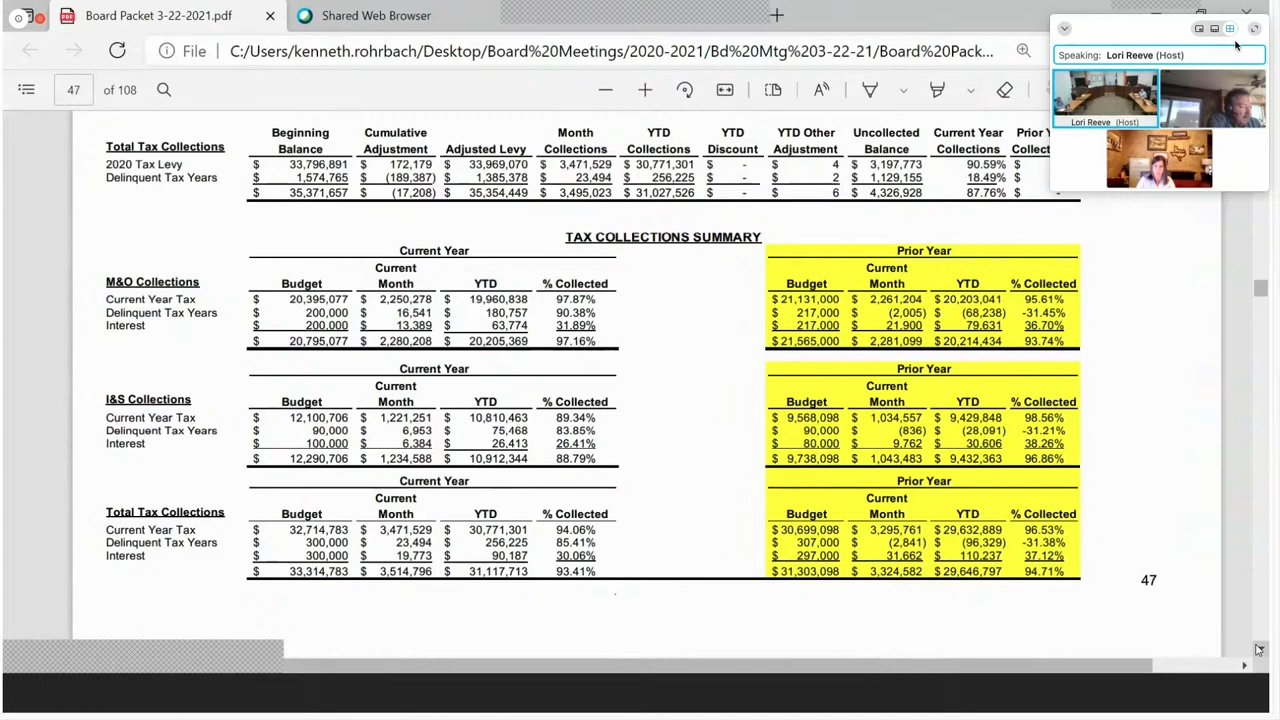 Board Packet 3-22-2021.pdf
Shared Web Browser
File C:/Users/kenneth.rohrbach/Desktop/Board%20Meetings/2020-2021/Bd%20Mtg%203-22-21/Board%20Pack...
Speaking: Lori Reeve (Host)
Lori Reeve (Host)
47 of 108
Beginning Cumulative Month YTD YTD YTD Other Uncollected Current Year Prior Y
Total Tax Collections Balance Adjustment Adjusted Levy Collections Collections Discount Adjustment Balance Collections Collect
2020 Tax Levy $ 33,796,891 $ 172,179 $ 33,969,070 $ 3,471,529 $ 30,771,301 $ - $ 4 $ 3,197,773 90.59% $
Delinquent Tax Years $ 1,574,765 $ (189,387) $ 1,385,378 $ 23,494 $ 256,225 $ - $ 2 $ 1,129,155 18.49% $
$ 35,371,657 $ (17,208) $ 35,354,449 $ 3,495,023 $ 31,027,526 $ - $ 6 $ 4,326,928 87.76% $ -
TAX COLLECTIONS SUMMARY
Current Year Prior Year
Current Current
M&O Collections Budget Month YTD % Collected Budget Month YTD % Collected
Current Year Tax $ 20,395,077 $ 2,250,278 $ 19,960,838 97.87% $ 21,131,000 $ 2,261,204 $ 20,203,041 95.61%
Delinquent Tax Years $ 200,000 $ 16,541 $ 180,757 90.38% $ 217,000 $ (2,005) $ (68,238) -31.45%
Interest $ 200,000 $ 13,389 $ 63,774 31.89% $ 217,000 $ 21,900 $ 79,631 36.70%
$ 20,795,077 $ 2,280,208 $ 20,205,369 97.16% $ 21,565,000 $ 2,281,099 $ 20,214,434 93.74%
Current Year Prior Year
Current Current
I&S Collections Budget Month YTD % Collected Budget Month YTD % Collected
Current Year Tax $ 12,100,706 $ 1,221,251 $ 10,810,463 89.34% $ 9,568,098 $ 1,034,557 $ 9,429,848 98.56%
Delinquent Tax Years $ 90,000 $ 6,953 $ 75,468 83.85% $ 90,000 $ (836) $ (28,091) -31.21%
Interest $ 100,000 $ 6,384 $ 26,413 26.41% $ 80,000 $ 9,762 $ 30,606 38.26%
$ 12,290,706 $ 1,234,588 $ 10,912,344 88.79% $ 9,738,098 $ 1,043,483 $ 9,432,363 96.86%
Current Year Prior Year
Current Current
Total Tax Collections Budget Month YTD % Collected Budget Month YTD % Collected
Current Year Tax $ 32,714,783 $ 3,471,529 $ 30,771,301 94.06% $ 30,699,098 $ 3,295,761 $ 29,632,889 96.53%
Delinquent Tax Years $ 300,000 $ 23,494 $ 256,225 85.41% $ 307,000 $ (2,841) $ (96,329) -31.38%
Interest $ 300,000 $ 19,773 $ 90,187 30.06% $ 297,000 $ 31,662 $ 110,237 37.12%
$ 33,314,783 $ 3,514,796 $ 31,117,713 93.41% $ 31,303,098 $ 3,324,582 $ 29,646,797 94.71%
47